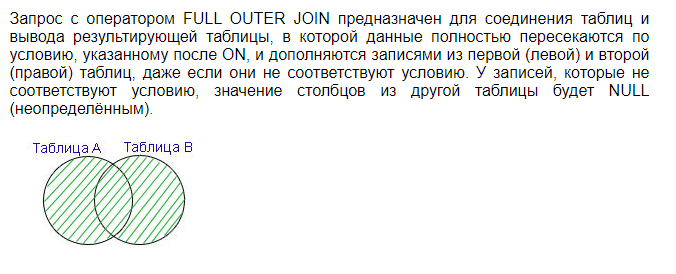 Запрос с оператором FULL OUTER JOIN предназначен для соединения таблиц и
вывода результирующей таблицы, в которой данные полностью пересекаются по
условию, указанному после ON, и дополняются записями из первой (левой) и второй
(правой) таблиц, даже если они не соответствуют условию. У записей, которые не
соответствуют условию, значение столбцов из другой таблицы будет NULL
(неопределённым).
Таблица А Таблица В